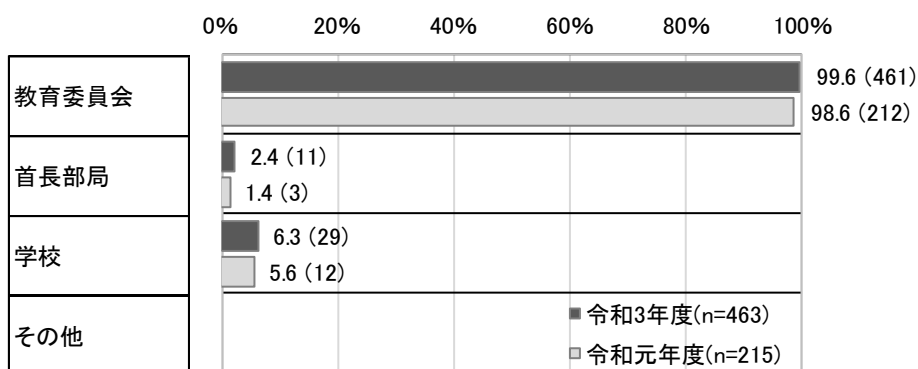 0% 20% 40% 60% 80% 100%
教育委員会
99.6 (461)
98.6 (212)
首長部局
2.4 (11)
1.4 (3)
学校
6.3 (29)
5.6 (12)
その他
■令和3年度(n=463)
□令和元年度(n=215)